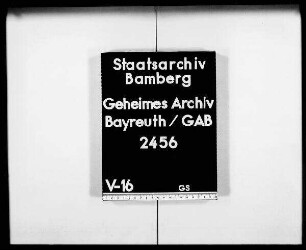 Staatsarchiv
Bamberg
Geheimes Archiv
Bayreuth / GAB
2456
V-16
GS